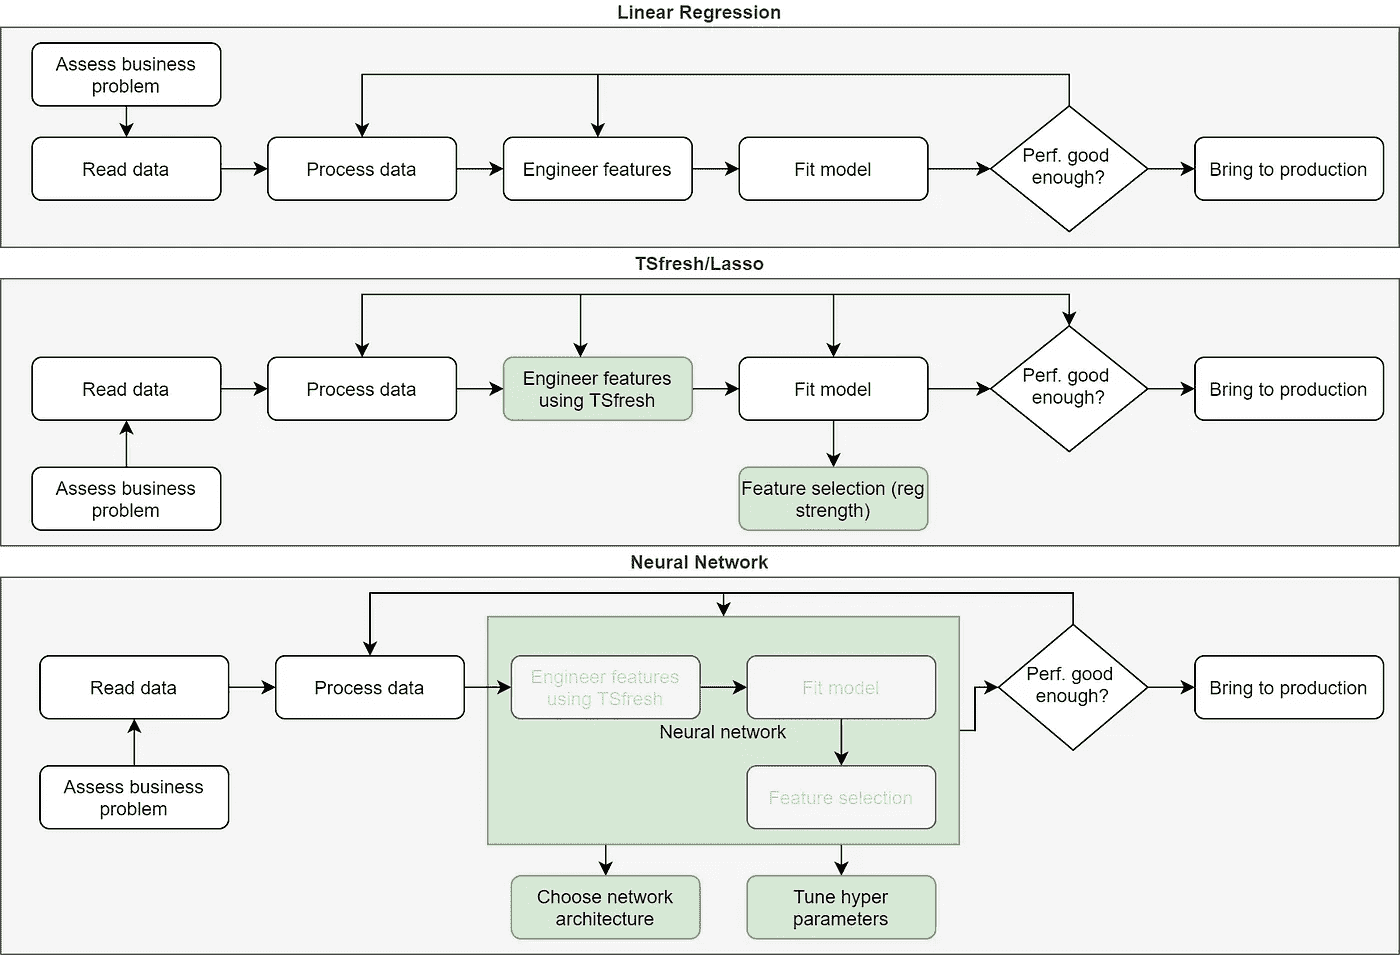 Linear Regression
Assess business
problem
Read data
Process data
Engineer features
Fit model
Perf. good
enough?
Bring to production
TSfresh/Lasso
Read data
Process data
Engineer features
using TSfresh
Fit model
Perf. good
enough?
Bring to production
Assess business
problem
Feature selection (reg
strength)
Neural Network
Read data
Process data
Engineer features
using TSfresh
Fit model
Perf. good
enough?
Bring to production
Neural network
Assess business
problem
Feature selection
Choose network
architecture
Tune hyper
parameters